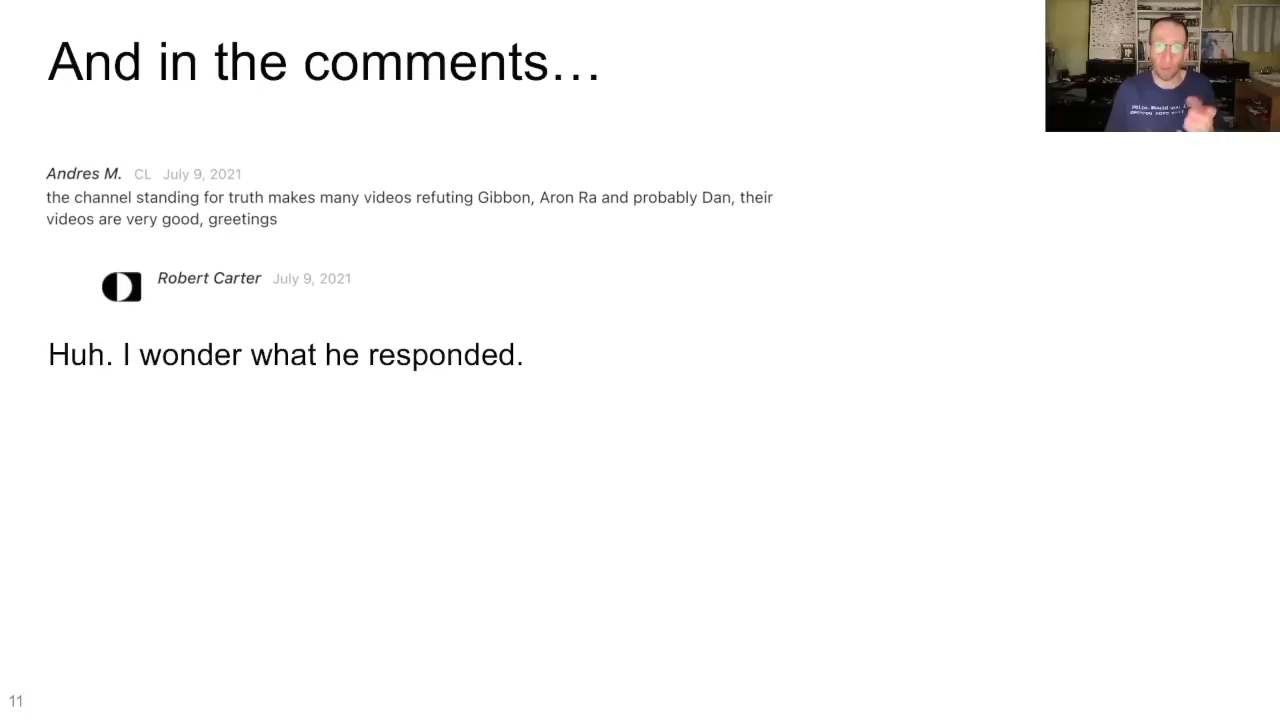 And in the comments…
Andres M. CL July 9, 2021
the channel standing for truth makes many videos refuting Gibbon, Aron Ra and probably Dan, their
videos are very good, greetings
Robert Carter July 9, 2021
Huh. I wonder what he responded.
11